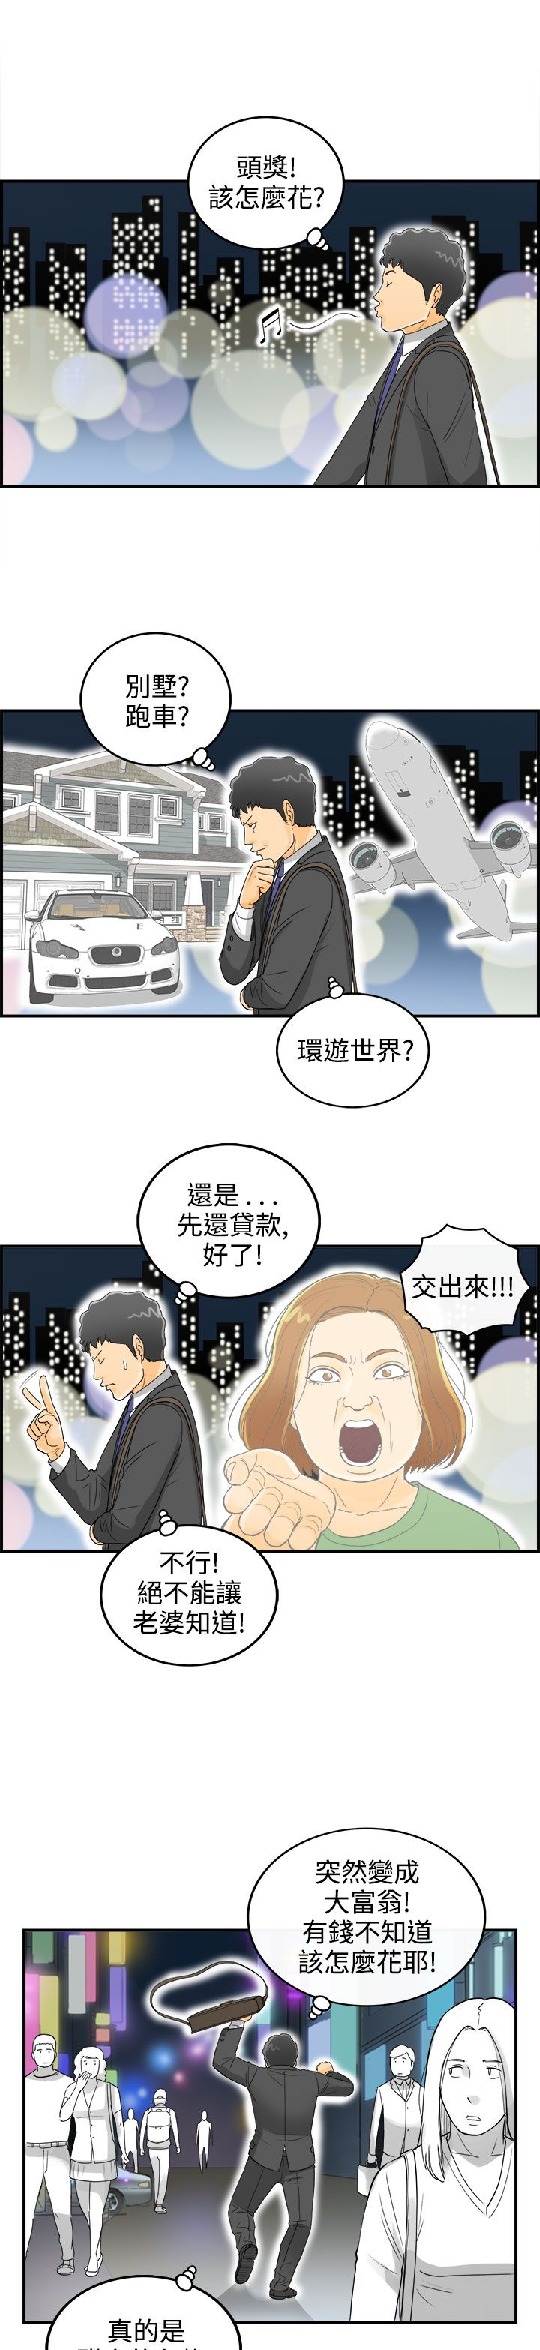 頭獎!
該怎麼花?
別墅?
跑車?
環遊世界?
還是...
先還貸款,
好了!
交出來!!!
不行!
絕不能讓
老婆知道!
突然變成
大富翁!
有錢不知道
該怎麼花耶!
真的是